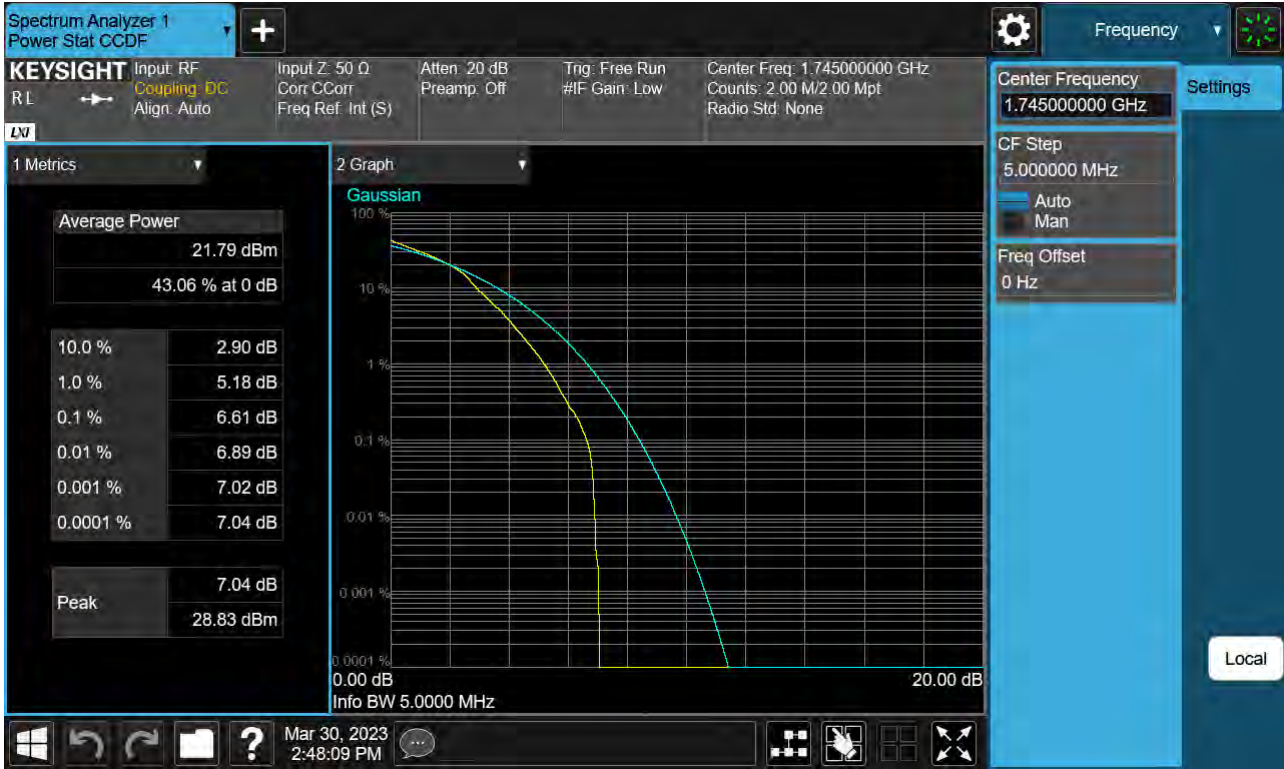 Spectrum Analyzer 1
Power Stat CCDF
Frequency
KEYSIGHT
R L
LXI
Input: RF
Coupling: DC
Align: Auto
Input Z: 50 Ω
Corr CCorr
Freq Ref: Int (S)
Atten: 20 dB
Preamp: Off
Trig: Free Run
#IF Gain: Low
Center Freq: 1.745000000 GHz
Counts: 2.00 M/2.00 Mpt
Radio Std: None
Center Frequency
1.745000000 GHz
Settings
CF Step
5.000000 MHz
Auto
Man
Freq Offset
0 Hz
Local
1 Metrics
Average Power
21.79 dBm
43.06 % at 0 dB
10.0 % 2.90 dB
1.0 % 5.18 dB
0.1 % 6.61 dB
0.01 % 6.89 dB
0.001 % 7.02 dB
0.0001 % 7.04 dB
Peak
7.04 dB
28.83 dBm
2 Graph
Gaussian
100 %
10 %
1 %
0.1 %
0.01 %
0.001 %
0.0001 %
0.00 dB 20.00 dB
Info BW 5.0000 MHz
?
Mar 30, 2023
2:48:09 PM